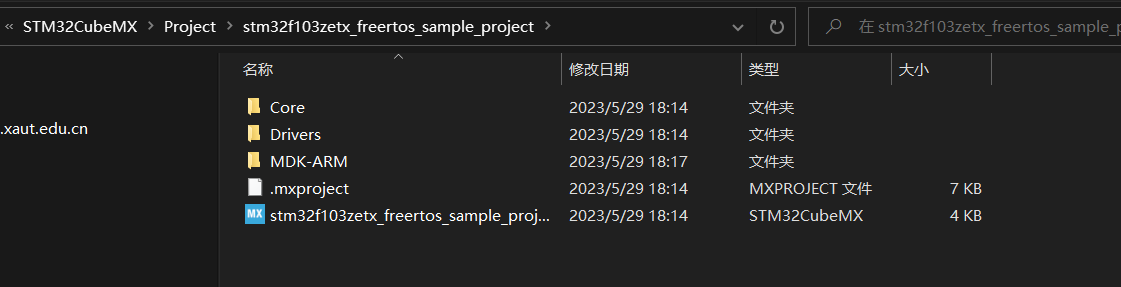 « STM32CubeMX > Project > stm32f103zetx_freertos_sample_project >
在 stm32f103zetx_freertos_sample_p
名称 修改日期 类型 大小
.xaut.edu.cn
Core 2023/5/29 18:14 文件夹
Drivers 2023/5/29 18:14 文件夹
MDK-ARM 2023/5/29 18:17 文件夹
.mxproject 2023/5/29 18:14 MXPROJECT 文件 7 KB
MX stm32f103zetx_freertos_sample_proj... 2023/5/29 18:14 STM32CubeMX 4 KB